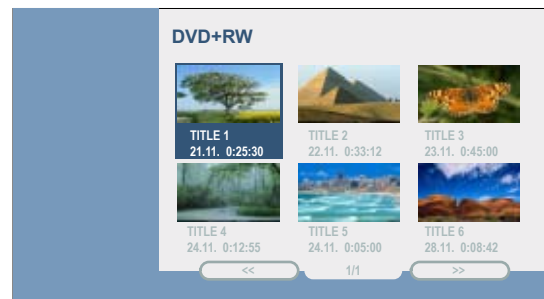 DVD+RW
TITLE 1
21.11. 0:25:30
TITLE 2
22.11. 0:33:12
TITLE 3
23.11. 0:45:00
TITLE 4
24.11. 0:12:55
TITLE 5
24.11. 0:05:00
TITLE 6
28.11. 0:08:42
<< 1/1 >>